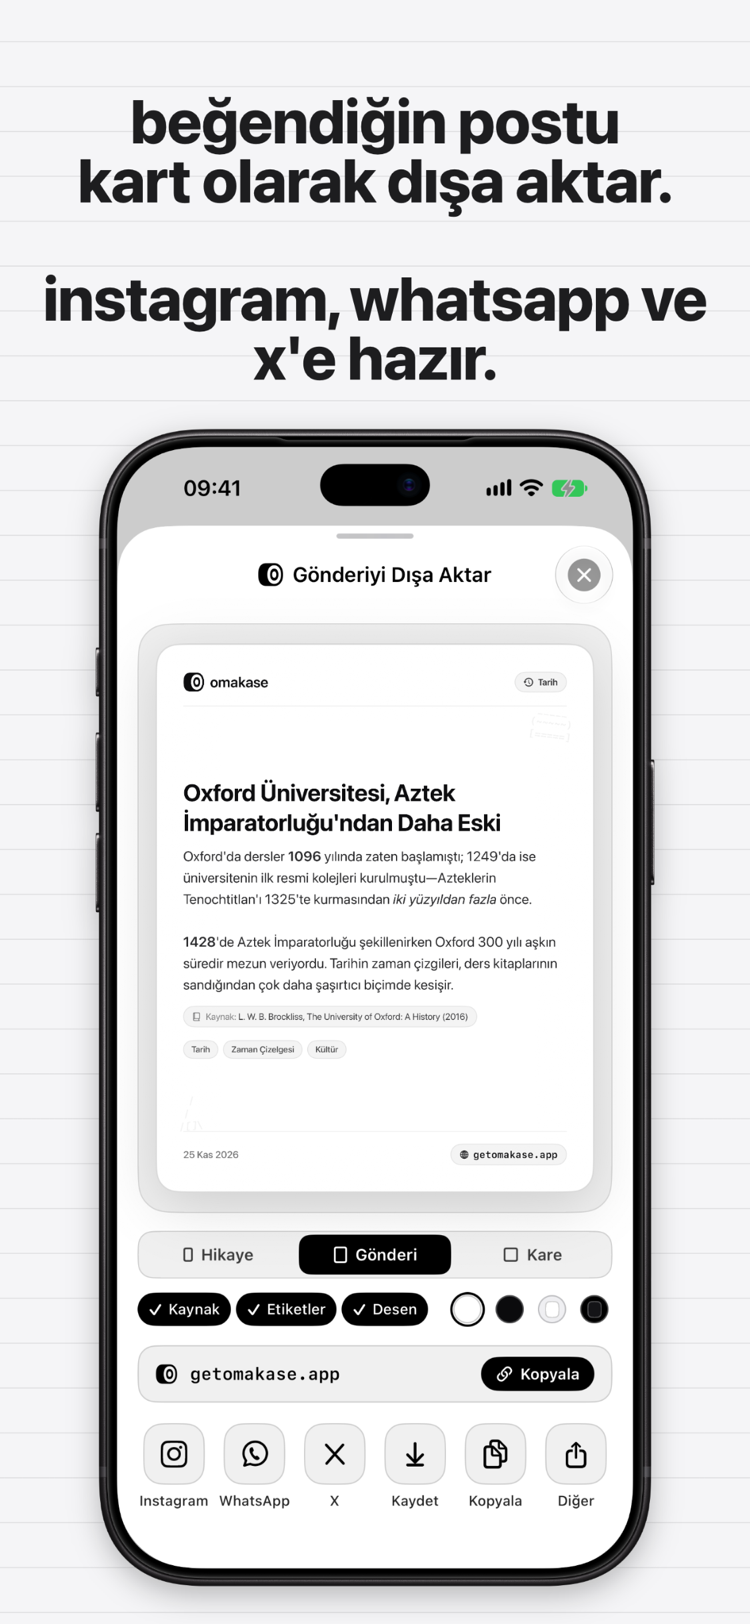 beğendiğin postu
kart olarak dışa aktar.
instagram, whatsapp ve
x'e hazır.
09:41
Gönderiyi Dışa Aktar
omakase
Tarih
Oxford Üniversitesi, Aztek
İmparatorluğu'ndan Daha Eski
Oxford'da dersler 1096 yılında zaten başlamıştı; 1249'da ise
üniversitenin ilk resmi kolejleri kurulmuştu—Azteklerin
Tenochtitlan'ı 1325'te kurmasından iki yüzyıldan fazla önce.
1428'de Aztek İmparatorluğu şekillenirken Oxford 300 yılı aşkın
süredir mezun veriyordu. Tarihin zaman çizgileri, ders kitaplarının
sandığından çok daha şaşırtıcı biçimde kesişir.
Kaynak: L. W. B. Brockliss, The University of Oxford: A History (2016)
Tarih Zaman Çizelgesi Kültür
25 Kas 2026
getomakase.app
Hikaye Gönderi Kare
Kaynak Etiketler Desen
getomakase.app
Kopyala
Instagram WhatsApp X Kaydet Kopyala Diğer